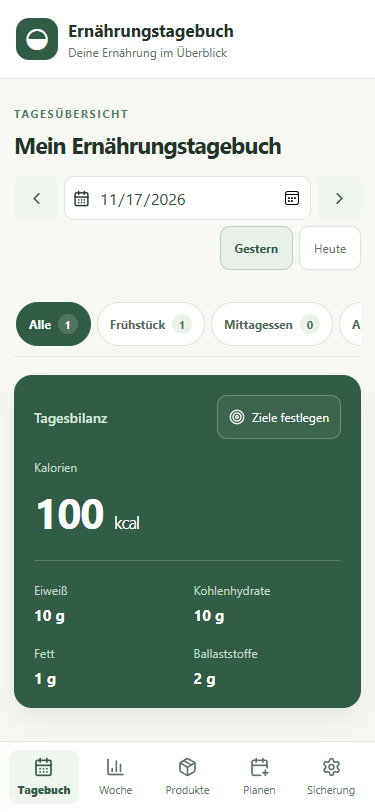 Ernährungstagebuch
Deine Ernährung im Überblick
TAGESÜBERSICHT
Mein Ernährungstagebuch
11/17/2026
Gestern Heute
Alle 1 Frühstück 1 Mittagessen 0 A
Tagesbilanz Ziele festlegen
Kalorien
100 kcal
Eiweiß Kohlenhydrate
10 g 10 g
Fett Ballaststoffe
1 g 2 g
Tagebuch Woche Produkte Planen Sicherung